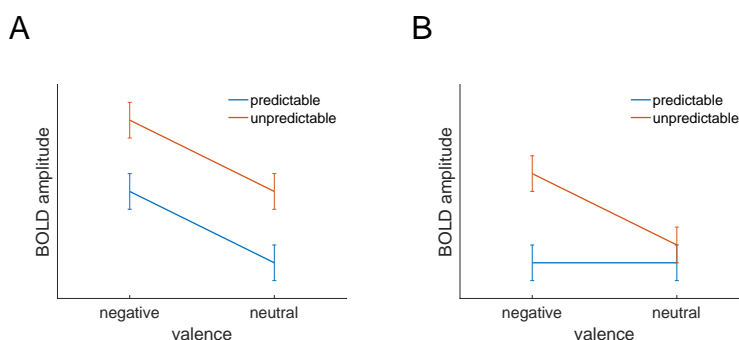 A
BOLD amplitude
predictable
unpredictable
negative
neutral
valence
B
BOLD amplitude
predictable
unpredictable
negative
neutral
valence